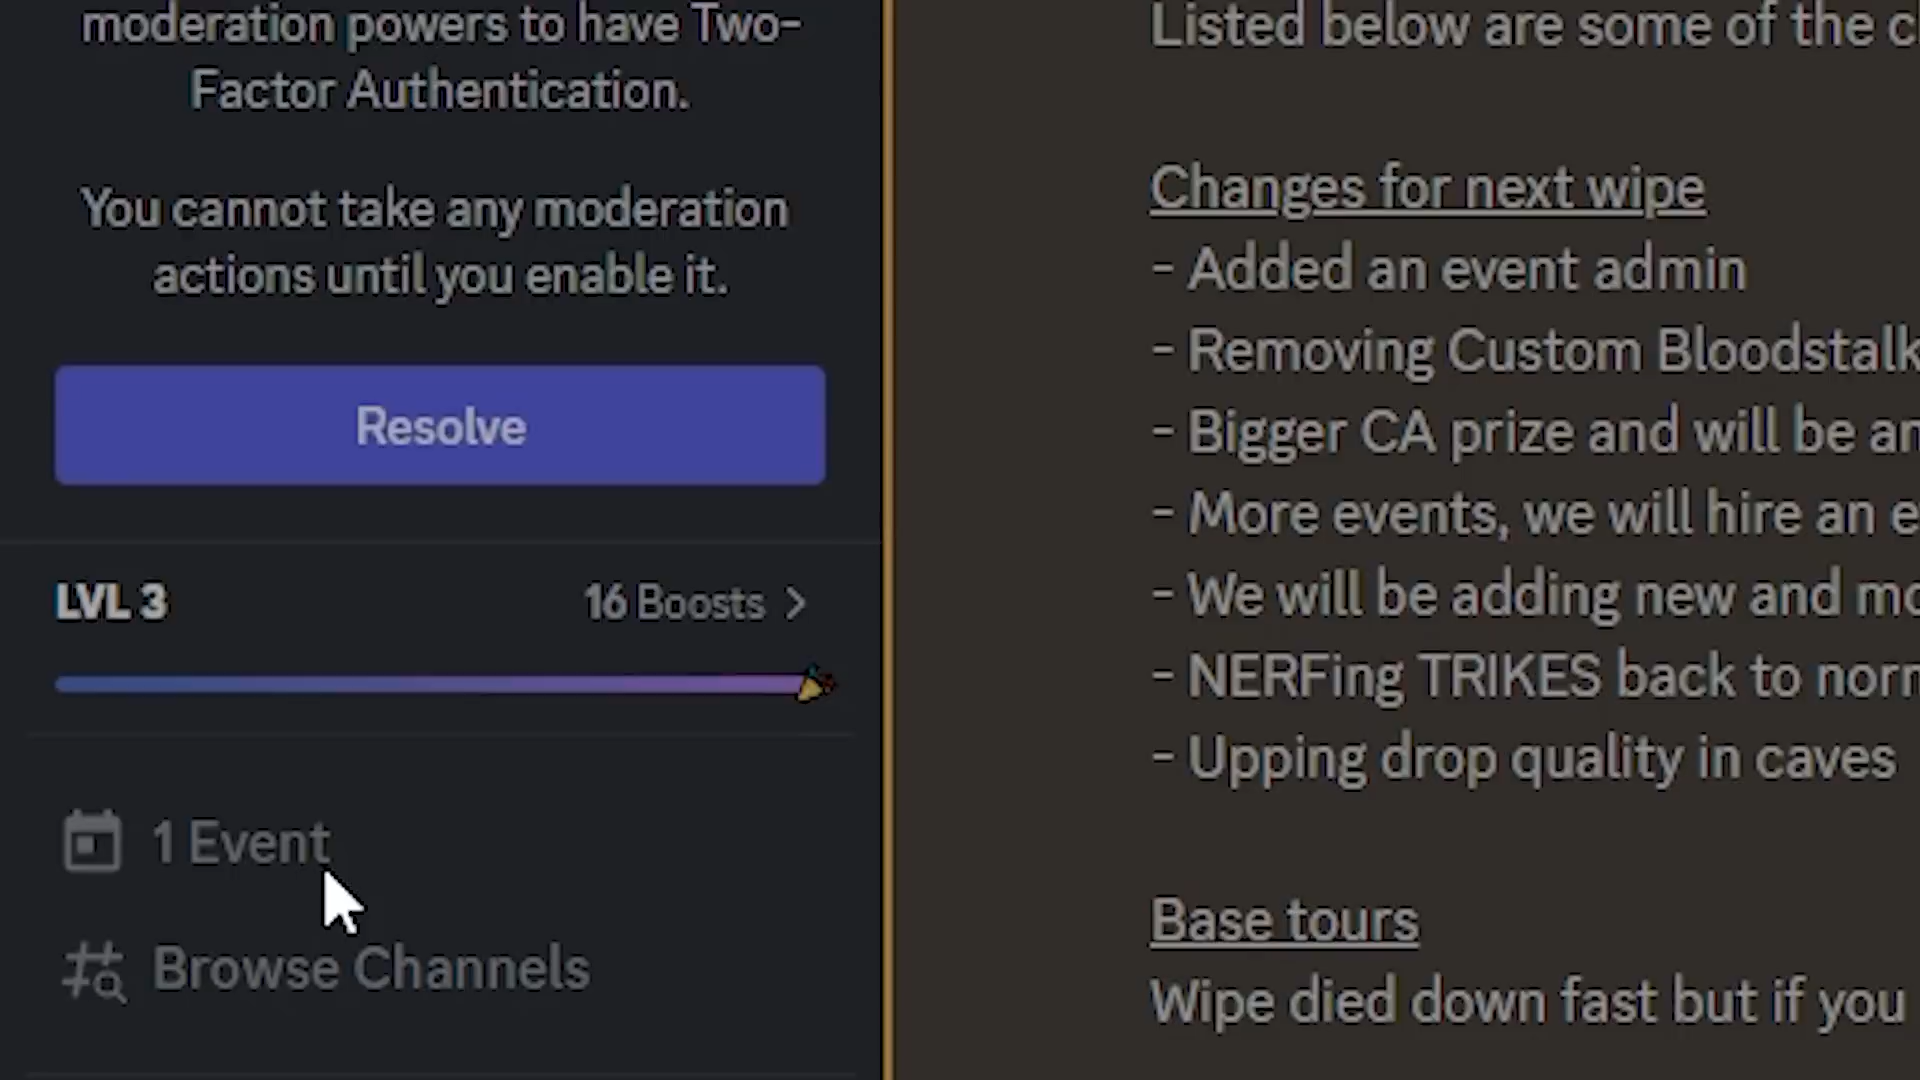 moderation powers to have Two-
Factor Authentication.
You cannot take any moderation
actions until you enable it.
Resolve
LVL 3
16 Boosts
1 Event
Browse Channels
Listed below are some of the
Changes for next wipe
- Added an event admin
- Removing Custom Bloodstalk
- Bigger CA prize and will be
- More events, we will hire an
- We will be adding new and
- NERFing TRIKES back to
- Upping drop quality in caves
Base tours
Wipe died down fast but if you